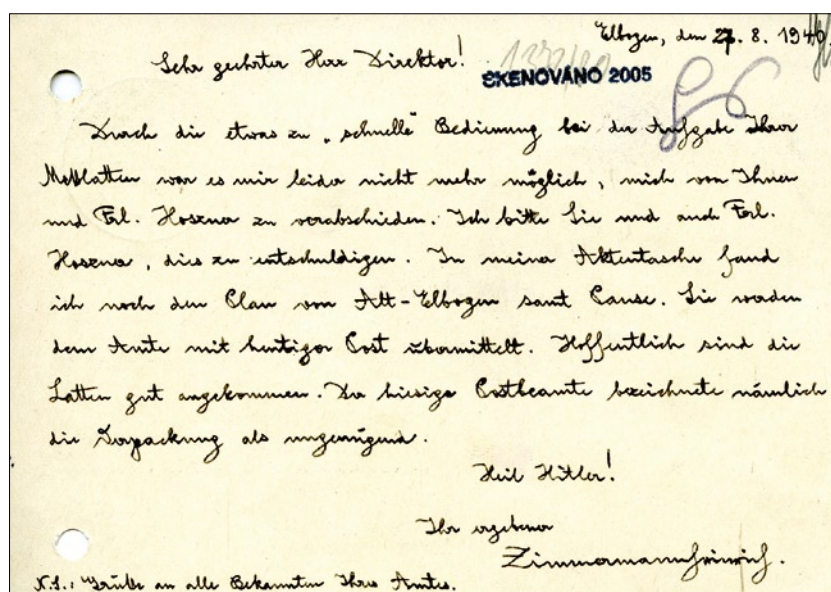 Elbogen, den 27. 8. 1940.
Sehr geehrter Herr Direktor!
SKENOVÁNO 2005
Durch die etwas zu „schnelle" Bedienung bei der Aufgabe Ihrer
Meßlatten war es mir leider nicht mehr möglich, mich von Ihnen
und Frl. Hoszner zu verabschieden. Ich bitte Sie und auch Frl.
Hoszner, dies zu entschuldigen. In meiner Aktentasche fand
ich noch den Plan von Alt-Elbogen samt Pause. Sie werden
dem Amte mit heutiger Post übermittelt. Hoffentlich sind die
Latten gut angekommen. Der hiesige Postbeamte bezeichnete nämlich
die Verpackung als ungenügend.
Heil Hitler!
Ihr ergebener
Zimmermann Heinrich.
N.S.: Grüße an alle Bekannten Ihres Amtes.